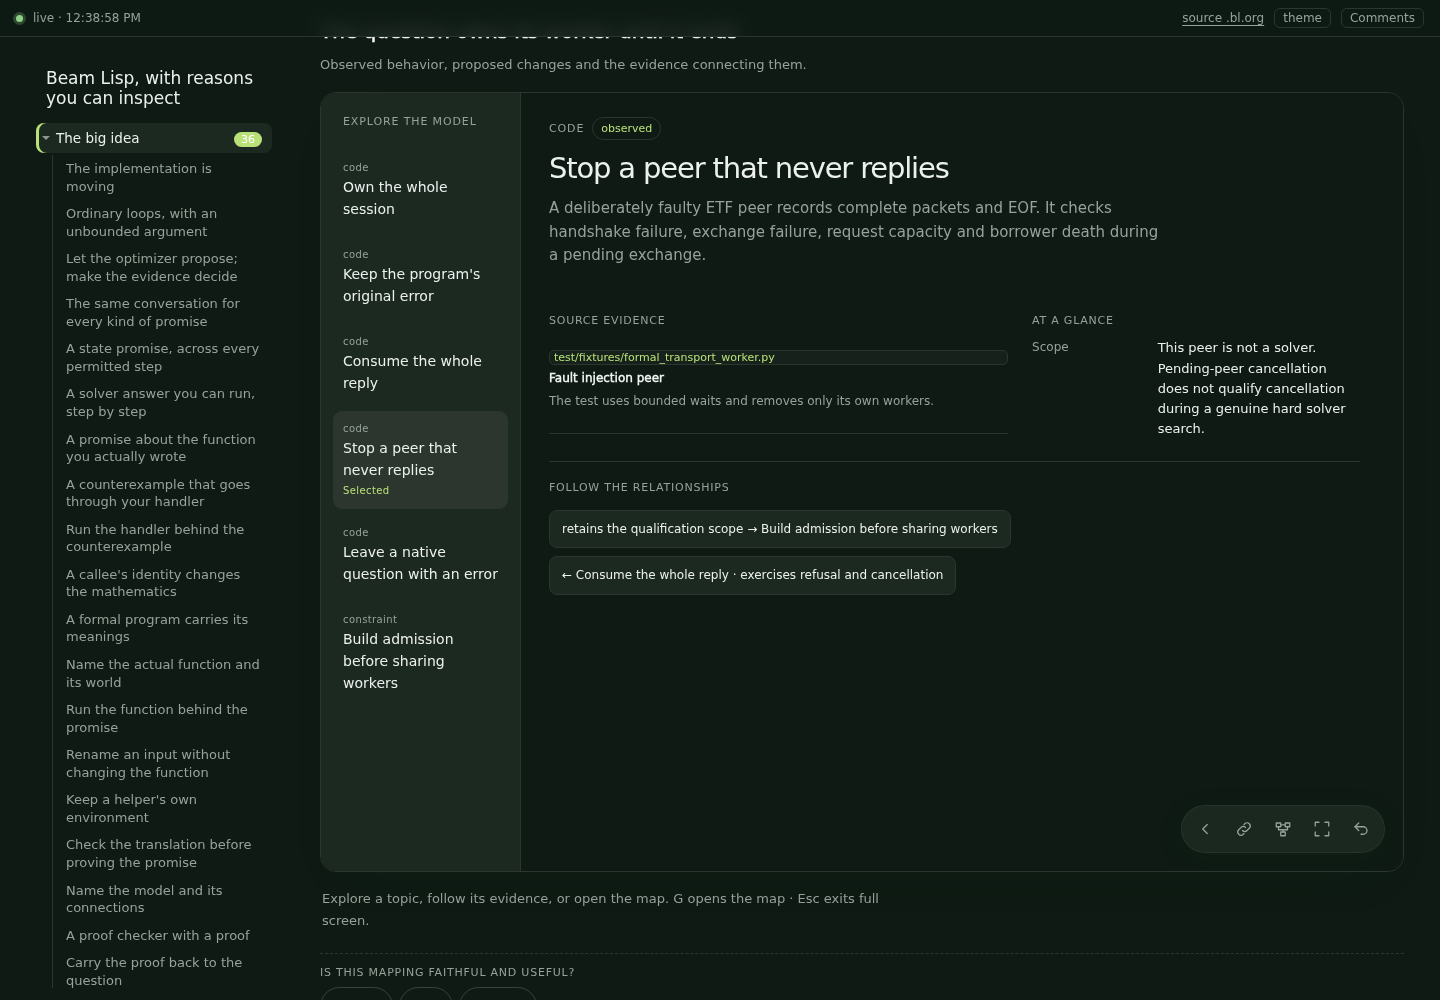 live · 12:38:58 PM
source .bl.org
theme
Comments
Beam Lisp, with reasons
you can inspect
The big idea
36
The implementation is
moving
Ordinary loops, with an
unbounded argument
Let the optimizer propose;
make the evidence decide
The same conversation for
every kind of promise
A state promise, across every
permitted step
A solver answer you can run,
step by step
A promise about the function
you actually wrote
A counterexample that goes
through your handler
Run the handler behind the
counterexample
A callee's identity changes
the mathematics
A formal program carries its
meanings
Name the actual function and
its world
Run the function behind the
promise
Rename an input without
changing the function
Keep a helper's own
environment
Check the translation before
proving the promise
Name the model and its
connections
A proof checker with a proof
Carry the proof back to the
question
The question owns its worker until it ends
Observed behavior, proposed changes and the evidence connecting them.
EXPLORE THE MODEL
code
Own the whole
session
code
Keep the program's
original error
code
Consume the whole
reply
code
Stop a peer that
never replies
Selected
code
Leave a native
question with an error
constraint
Build admission
before sharing
workers
CODE
observed
Stop a peer that never replies
A deliberately faulty ETF peer records complete packets and EOF. It checks
handshake failure, exchange failure, request capacity and borrower death during
a pending exchange.
SOURCE EVIDENCE
test/fixtures/formal_transport_worker.py
Fault injection peer
The test uses bounded waits and removes only its own workers.
AT A GLANCE
Scope
This peer is not a solver.
Pending-peer cancellation
does not qualify cancellation
during a genuine hard solver
search.
FOLLOW THE RELATIONSHIPS
retains the qualification scope → Build admission before sharing workers
← Consume the whole reply · exercises refusal and cancellation
Explore a topic, follow its evidence, or open the map. G opens the map · Esc exits full
screen.
IS THIS MAPPING FAITHFUL AND USEFUL?